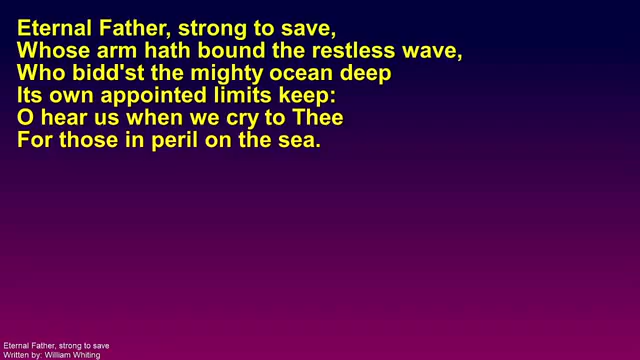 Eternal Father, strong to save,
Whose arm hath bound the restless wave,
Who bidd'st the mighty ocean deep
Its own appointed limits keep:
O hear us when we cry to Thee
For those in peril on the sea.
Eternal Father, strong to save
Written by: William Whiting